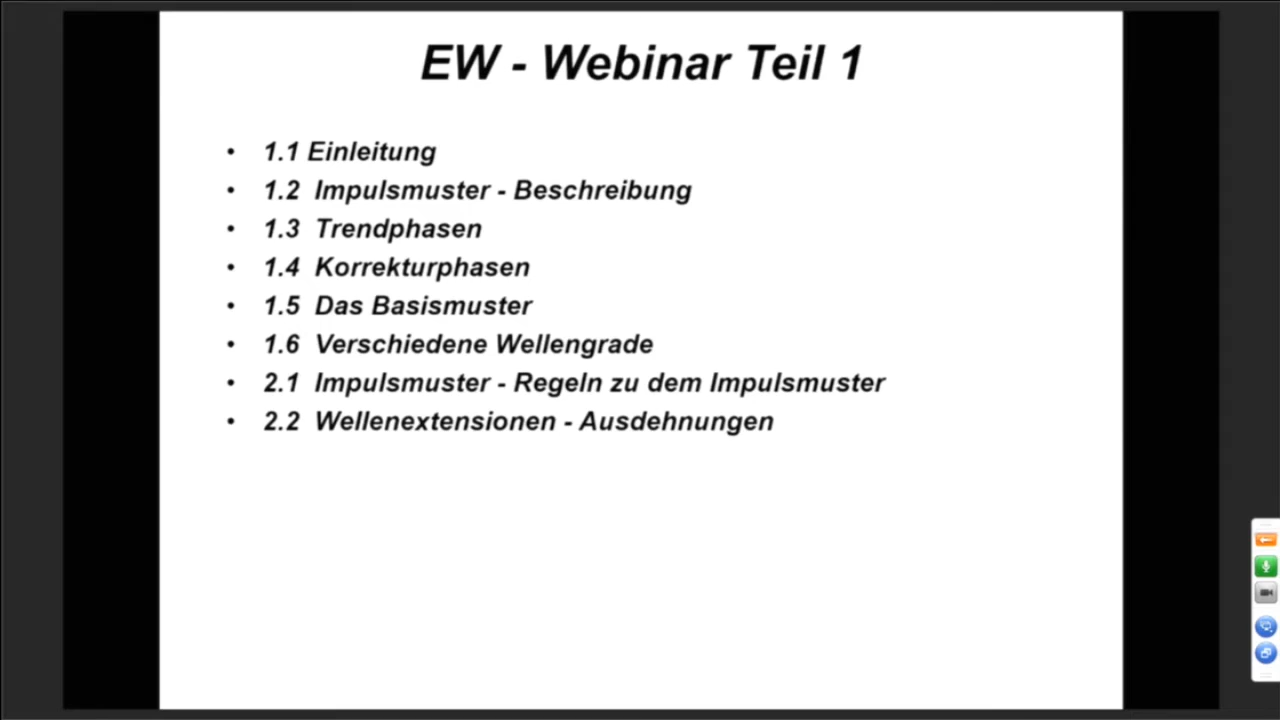 EW - Webinar Teil 1
• 1.1 Einleitung
• 1.2 Impulsmuster - Beschreibung
• 1.3 Trendphasen
• 1.4 Korrekturphasen
• 1.5 Das Basismuster
• 1.6 Verschiedene Wellengrade
• 2.1 Impulsmuster - Regeln zu dem Impulsmuster
• 2.2 Wellenextensionen - Ausdehnungen